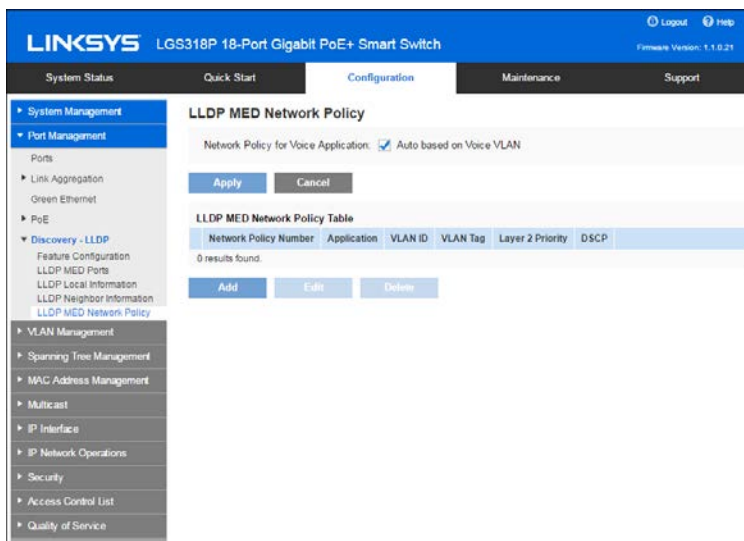 Logout Help
LINKSYS LGS318P 18-Port Gigabit PoE+ Smart Switch
Firmware Version: 1.1.0.21
System Status Quick Start Configuration Maintenance Support
System Management
Port Management
Ports
Link Aggregation
Green Ethernet
PoE
Discovery - LLDP
Feature Configuration
LLDP MED Ports
LLDP Local Information
LLDP Neighbor Information
LLDP MED Network Policy
VLAN Management
Spanning Tree Management
MAC Address Management
Multicast
IP Interface
IP Network Operations
Security
Access Control List
Quality of Service
LLDP MED Network Policy
Network Policy for Voice Application: Auto based on Voice VLAN
Apply Cancel
LLDP MED Network Policy Table
Network Policy Number Application VLAN ID VLAN Tag Layer 2 Priority DSCP
0 results found.
Add Edit Delete